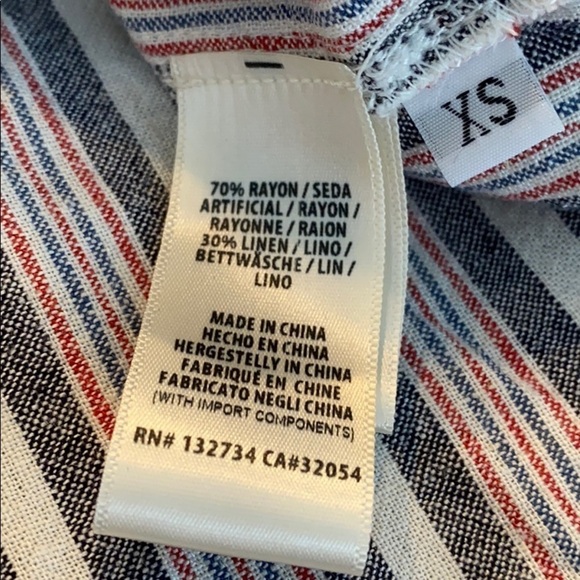 XS
70% RAYON / SEDA
ARTIFICIAL / RAYON /
RAYONNE / RAION
30% LINEN / LINO /
BETTWÄSCHE / LIN /
LINO
MADE IN CHINA
HECHO EN CHINA
HERGESTELLY IN CHINA
FABRIQUÉ EN CHINE
FABRICATO NEGLI CHINA
(WITH IMPORT COMPONENTS)
RN# 132734 CA#32054